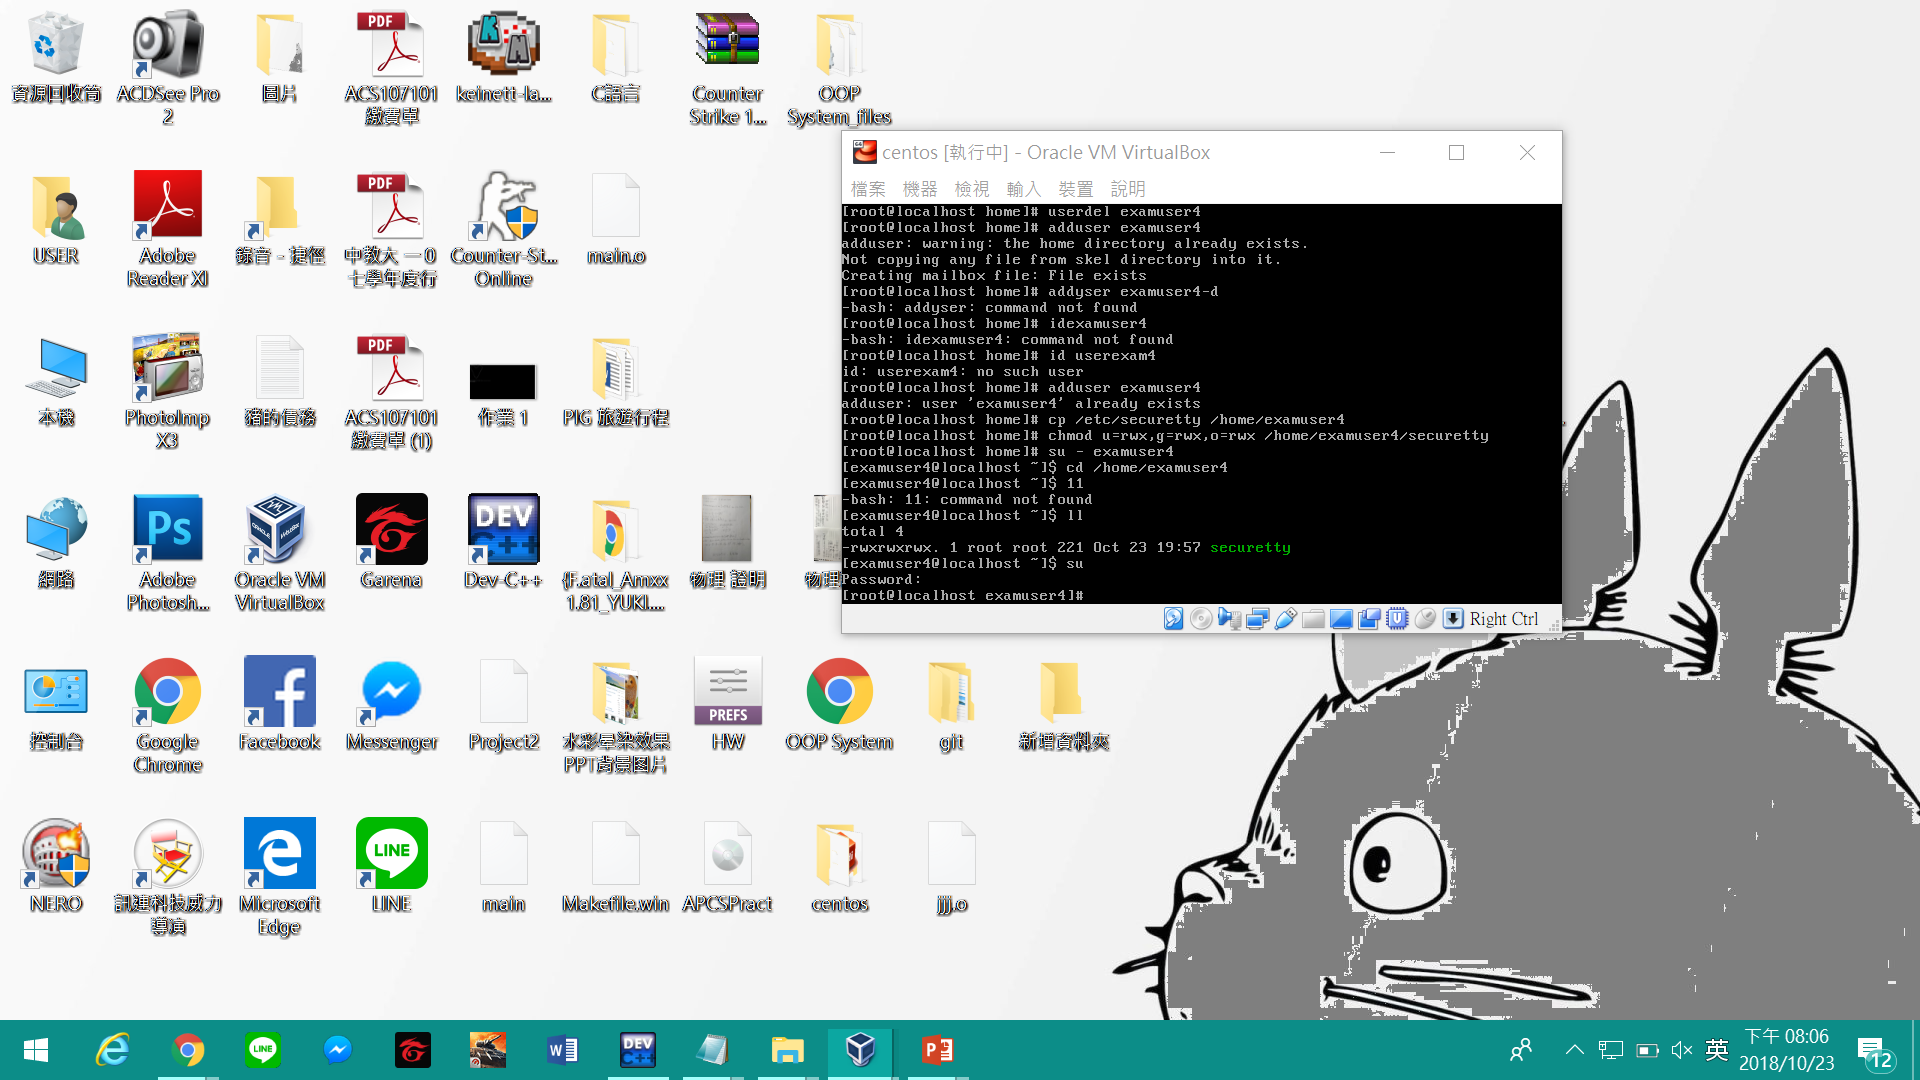 資源回收筒
ACDSee Pro
2
圖片
ACS107101
繳費單
keinett-la...
C語言
Counter
Strike 1...
OOP
System_files
USER
Adobe
Reader XI
錄音 - 捷徑
中教大 一0
七學年度行
Counter-St...
Online
main.o
本機
PhotoImp
X3
豬的債務
ACS107101
繳費單 (1)
作業 1
PIG 旅遊行程
網路
Adobe
Photosh...
Oracle VM
VirtualBox
Garena
Dev-C++
{F.atal_Amxx
1.81_YUKI....
物理 證明
物理
控制台
Google
Chrome
Facebook
Messenger
Project2
水彩晕染效果
PPT背景图片
HW
PREFS
OOP System
git
新增資料夾
NERO
訊連科技威力
導演
Microsoft
Edge
LINE
main
Makefile.win
APCSPract
centos
jjj.o
centos [執行中] - Oracle VM VirtualBox
檔案 機器 檢視 輸入 裝置 說明
[root@localhost home]# userdel examuser4
[root@localhost home]# adduser examuser4
adduser: warning: the home directory already exists.
Not copying any file from skel directory into it.
Creating mailbox file: File exists
[root@localhost home]# addyser examuser4-d
-bash: addyser: command not found
[root@localhost home]# idexamuser4
-bash: idexamuser4: command not found
[root@localhost home]# id userexam4
id: userexam4: no such user
[root@localhost home]# adduser examuser4
adduser: user 'examuser4' already exists
[root@localhost home]# cp /etc/securetty /home/examuser4
[root@localhost home]# chmod u=rwx,g=rwx,o=rwx /home/examuser4/securetty
[root@localhost home]# su - examuser4
[examuser4@localhost ~]$ cd /home/examuser4
[examuser4@localhost ~]$ 11
-bash: 11: command not found
[examuser4@localhost ~]$ ll
total 4
-rwxrwxrwx. 1 root root 221 Oct 23 19:57 securetty
[examuser4@localhost ~]$ su
Password:
[root@localhost examuser4]#
Right Ctrl
英
下午 08:06
2018/10/23
12